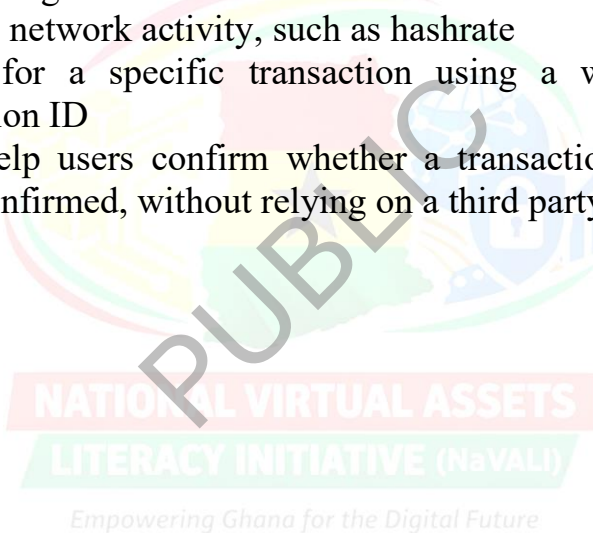 network activity, such as hashrate
for a specific transaction using a
ion ID
elp users confirm whether a transactio
nfirmed, without relying on a third party
PUBLIC
NATIONAL VIRTUAL ASSETS
LITERACY INITIATIVE (NaVALI)
Empowering Ghana for the Digital Future